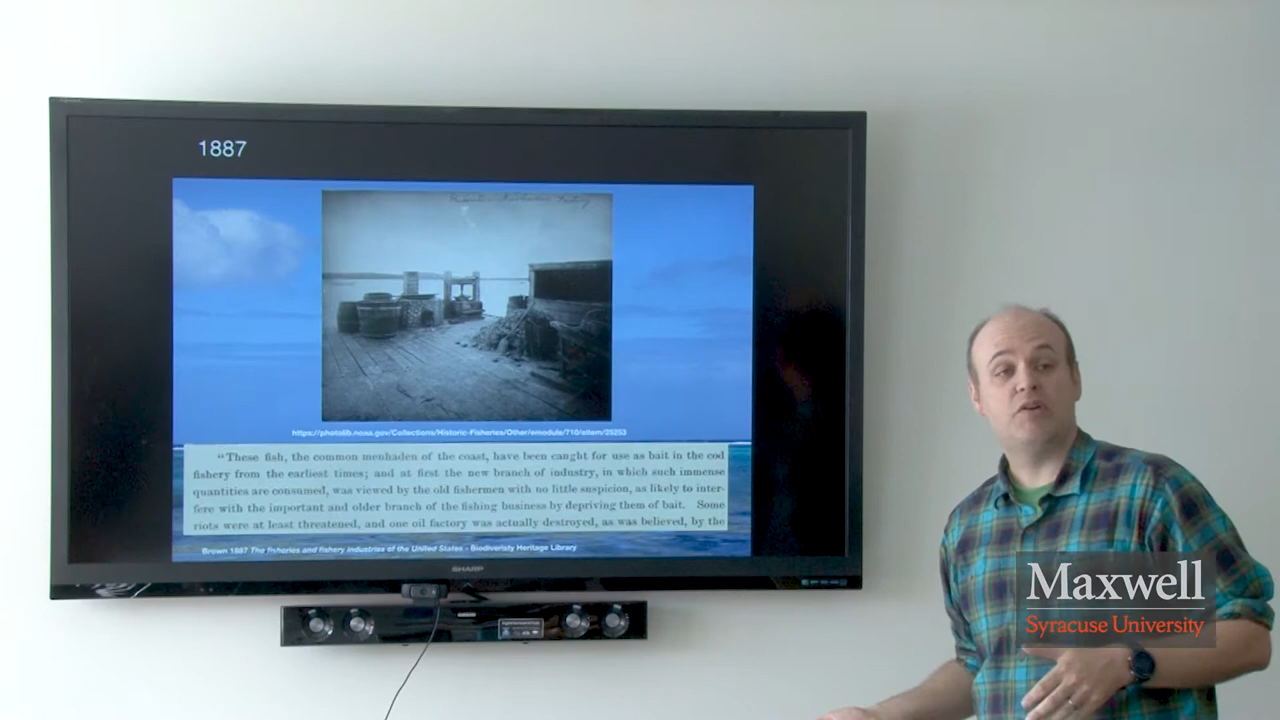 1887
https://photolib.noaa.gov/Collections/Historic-Fisheries/Other/emodule/710/eitem/25253
"These fish, the common menhaden of the coast, have been caught for use as bait in the cod
fishery from the earliest times; and at first the new branch of industry, in which such immense
quantities are consumed, was viewed by the old fishermen with no little suspicion, as likely to inter-
fere with the important and older branch of the fishing business by depriving them of bait. Some
riots were at least threatened, and one oil factory was actually destroyed, as was believed, by the
Brown 1887 The fisheries and fishery industries of the United States - Biodiveristy Heritage Library
SHARP
Maxwell
Syracuse University